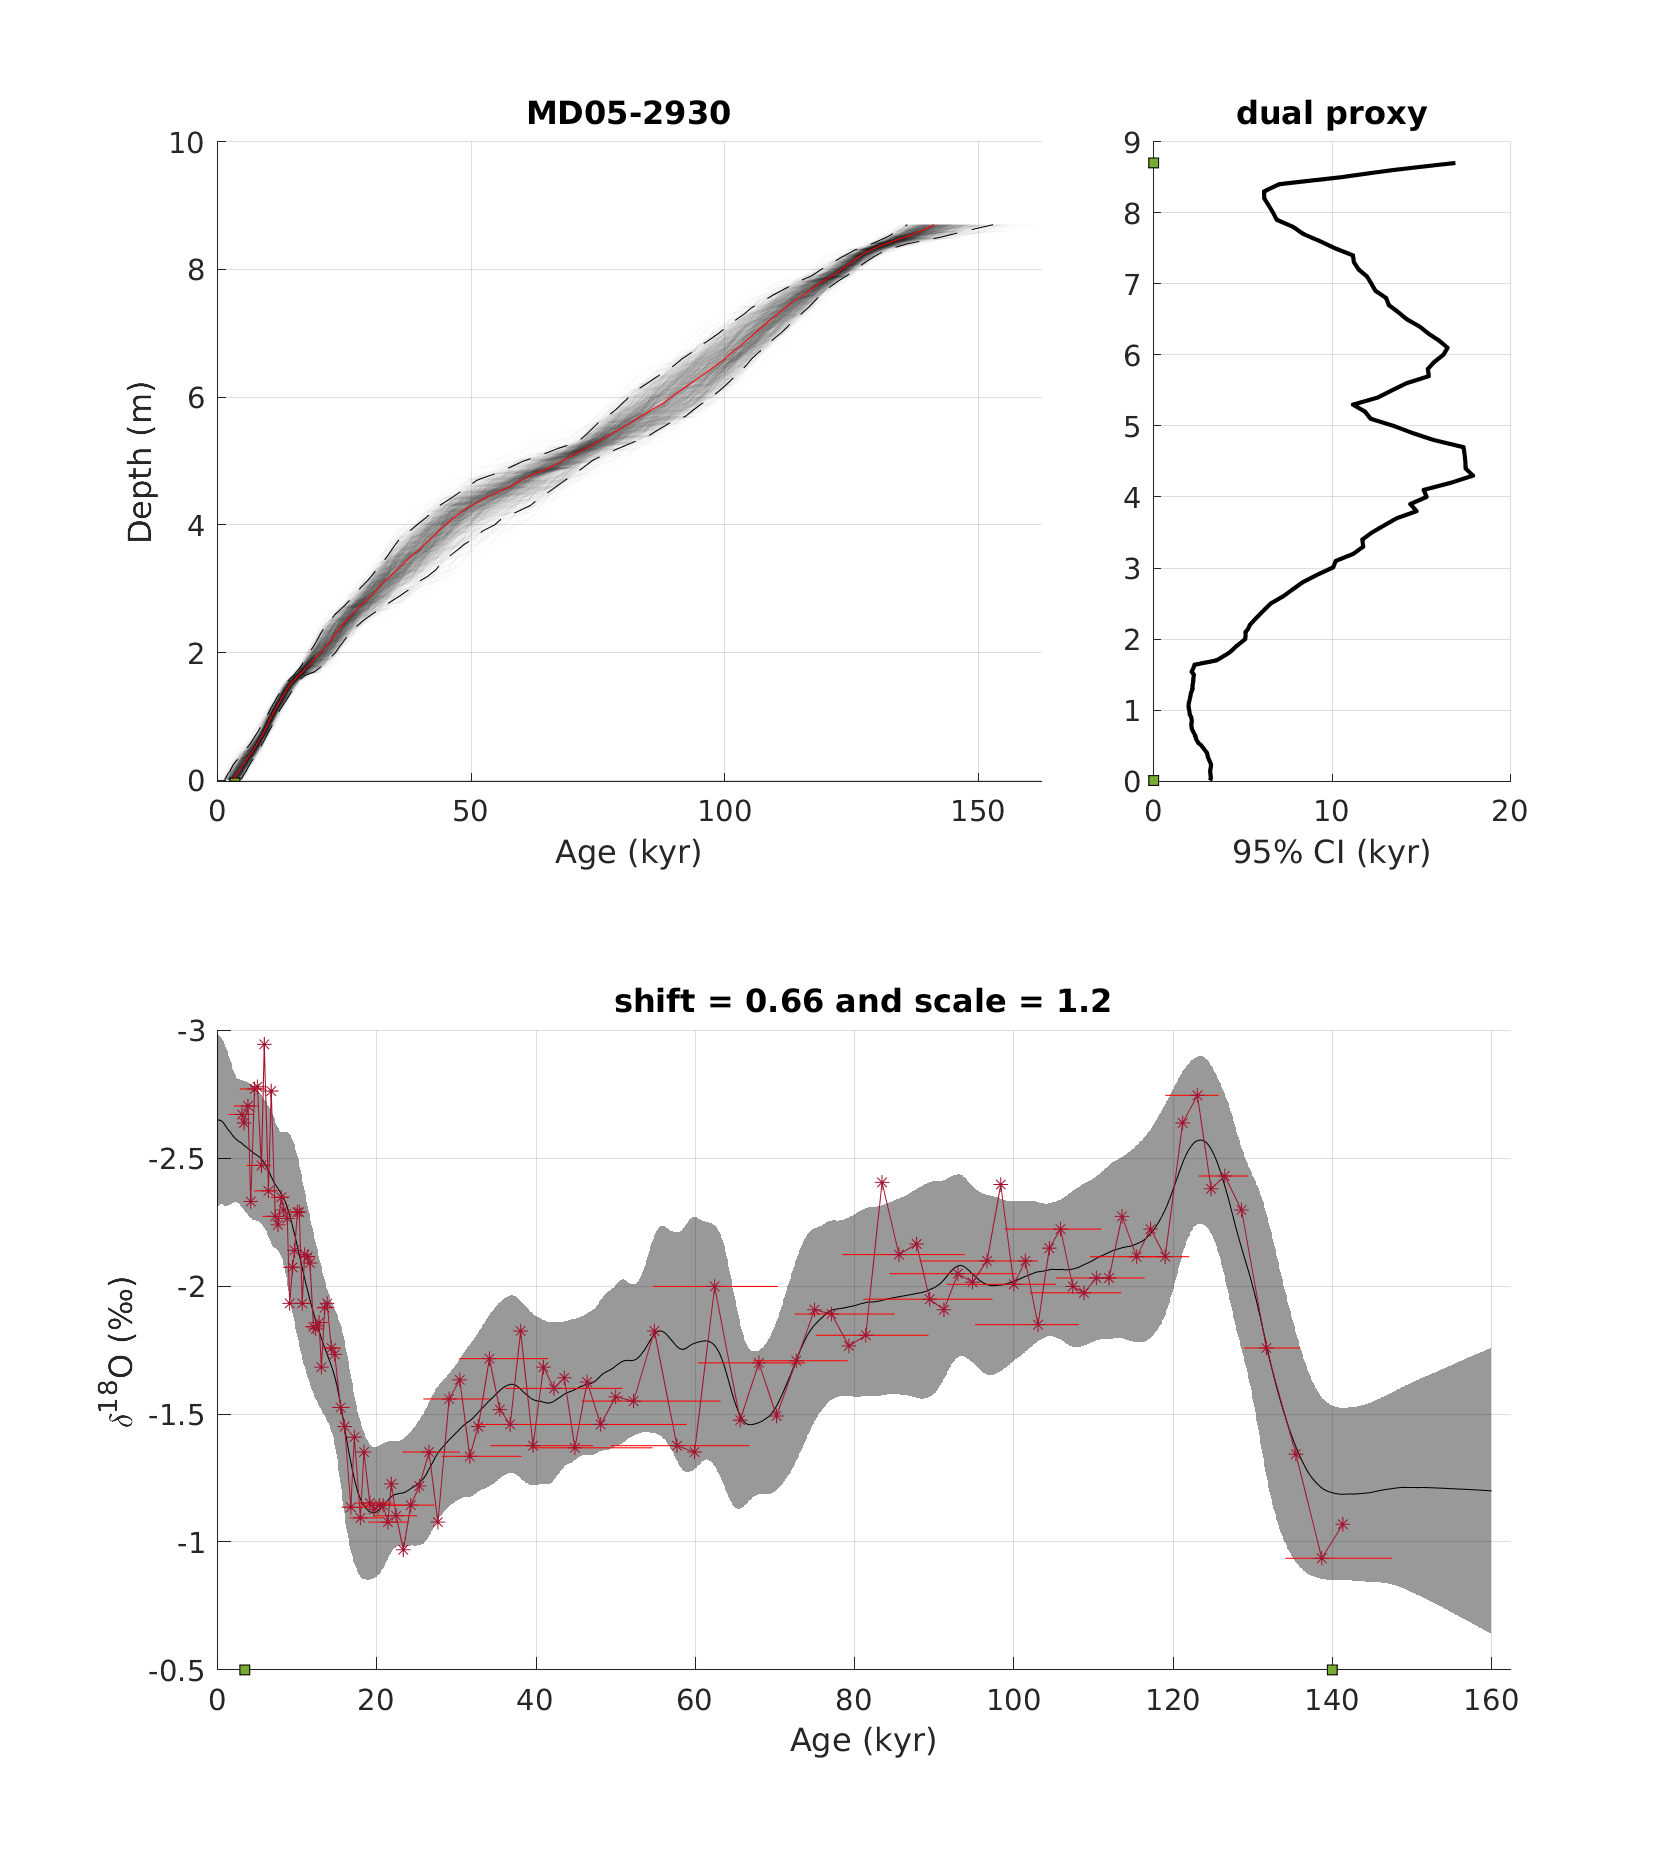 MD05-2930
10
8
6
4
2
0
0 50 100 150
Depth (m)
Age (kyr)
dual proxy
9
8
7
6
5
4
3
2
1
0
0 10 20
95% CI (kyr)
shift = 0.66 and scale = 1.2
-3
-2.5
-2
-1.5
-1
-0.5
0 20 40 60 80 100 120 140 160
δ¹⁸O (‰)
Age (kyr)